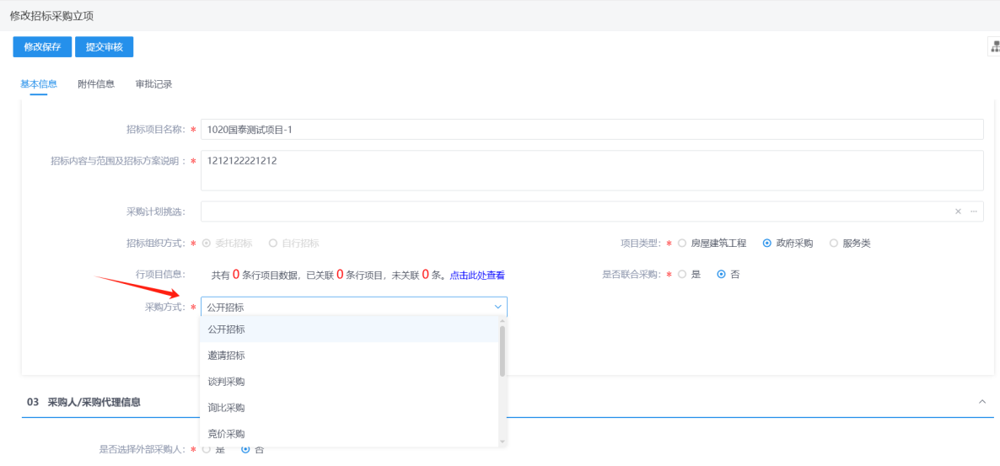 修改招标采购立项
修改保存 提交审核
基本信息 附件信息 审批记录
招标项目名称: * 1020国泰测试项目-1
招标内容与范围及招标方案说明 : * 1212122221212
采购计划挑选: × ...
招标组织方式: * 委托招标 自行招标 项目类型: * 房屋建筑工程 政府采购 服务类
行项目信息: 共有 0 条行项目数据，已关联 0 条行项目，未关联 0 条。点击此处查看 是否联合采购: * 是 否
采购方式: * 公开招标
公开招标
邀请招标
谈判采购
询比采购
竞价采购
03 采购人/采购代理信息
是否选择外部采购人: * 是 否